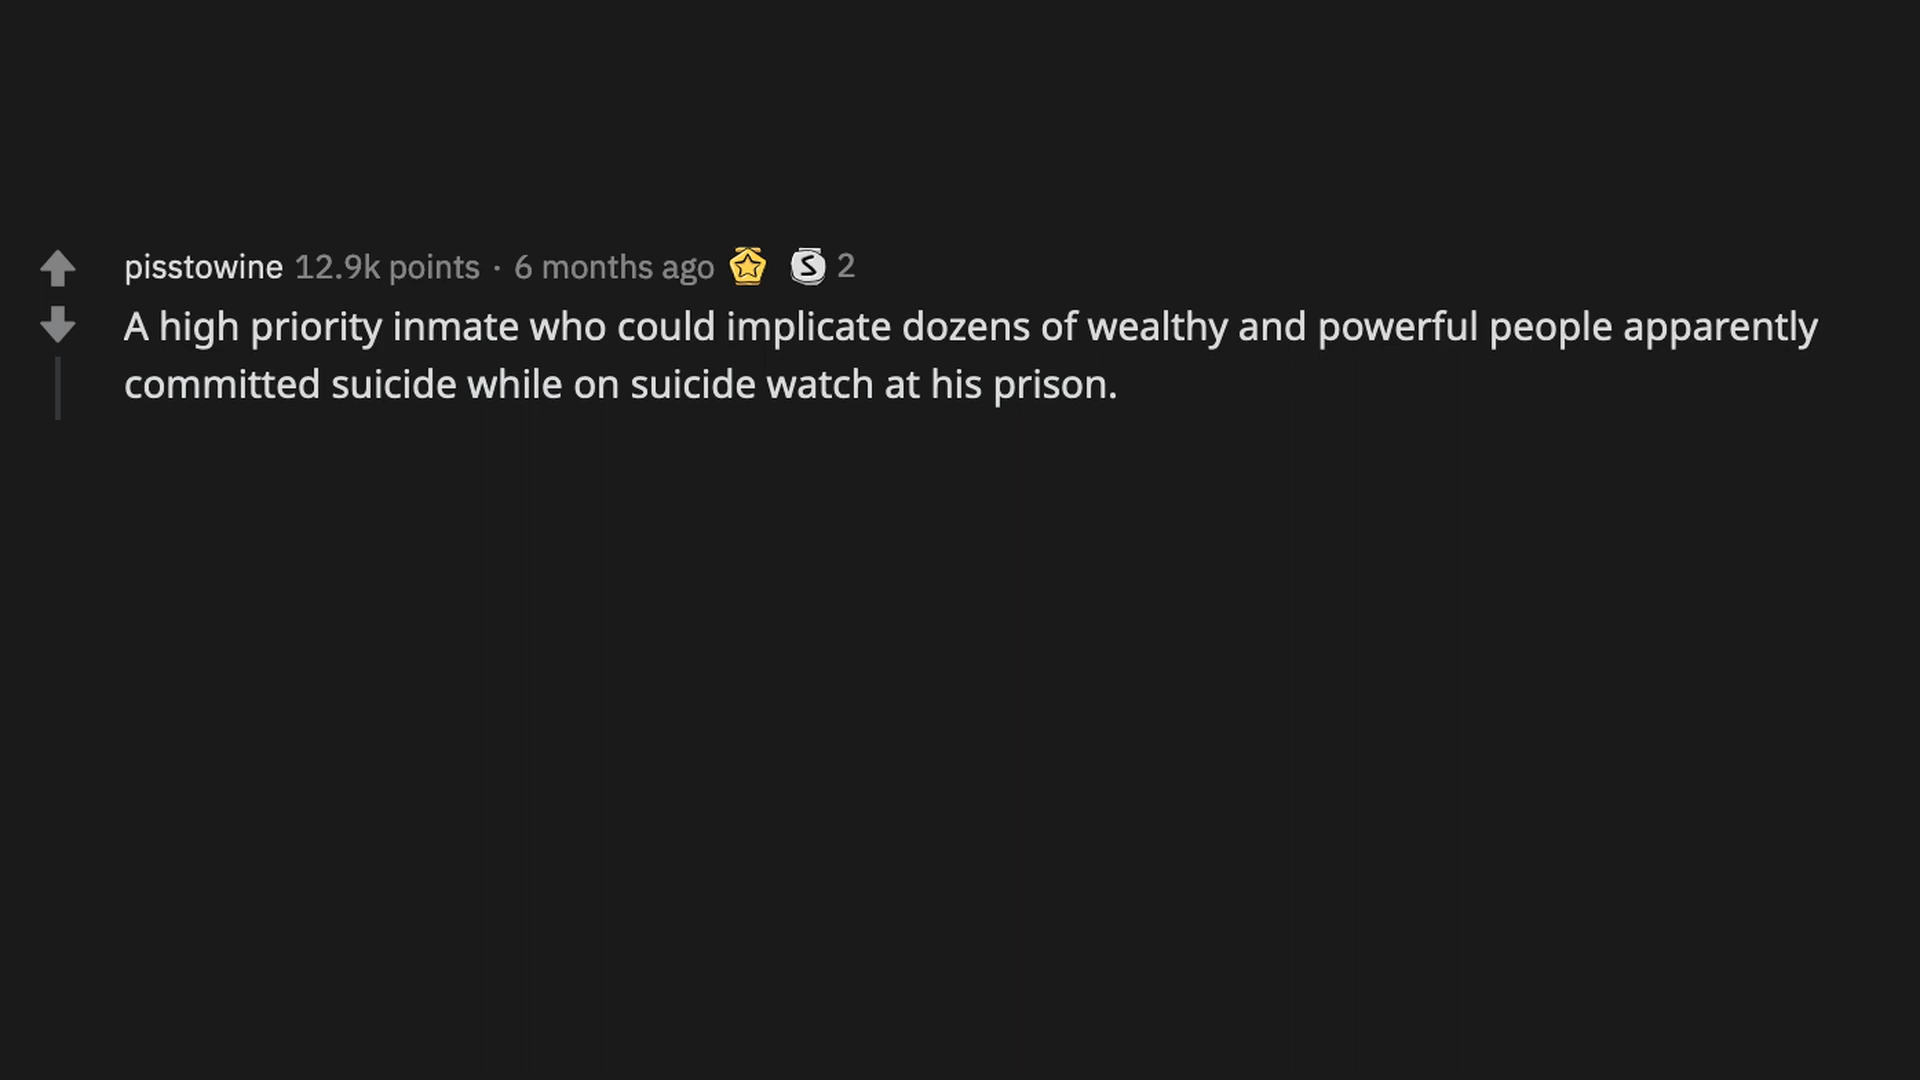 pisstowine 12.9k points · 6 months ago 2
A high priority inmate who could implicate dozens of wealthy and powerful people apparently
committed suicide while on suicide watch at his prison.